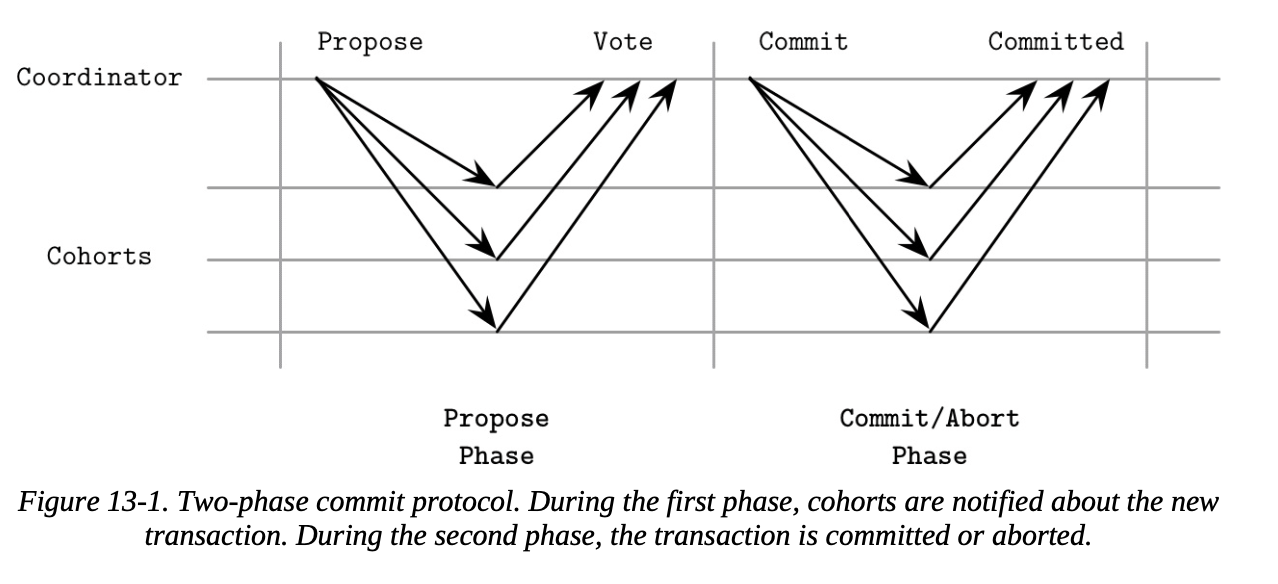 Propose Vote Commit Committed
Coordinator
Cohorts
Propose Commit/Abort
Phase Phase
Figure 13-1. Two-phase commit protocol. During the first phase, cohorts are notified about the new
transaction. During the second phase, the transaction is committed or aborted.